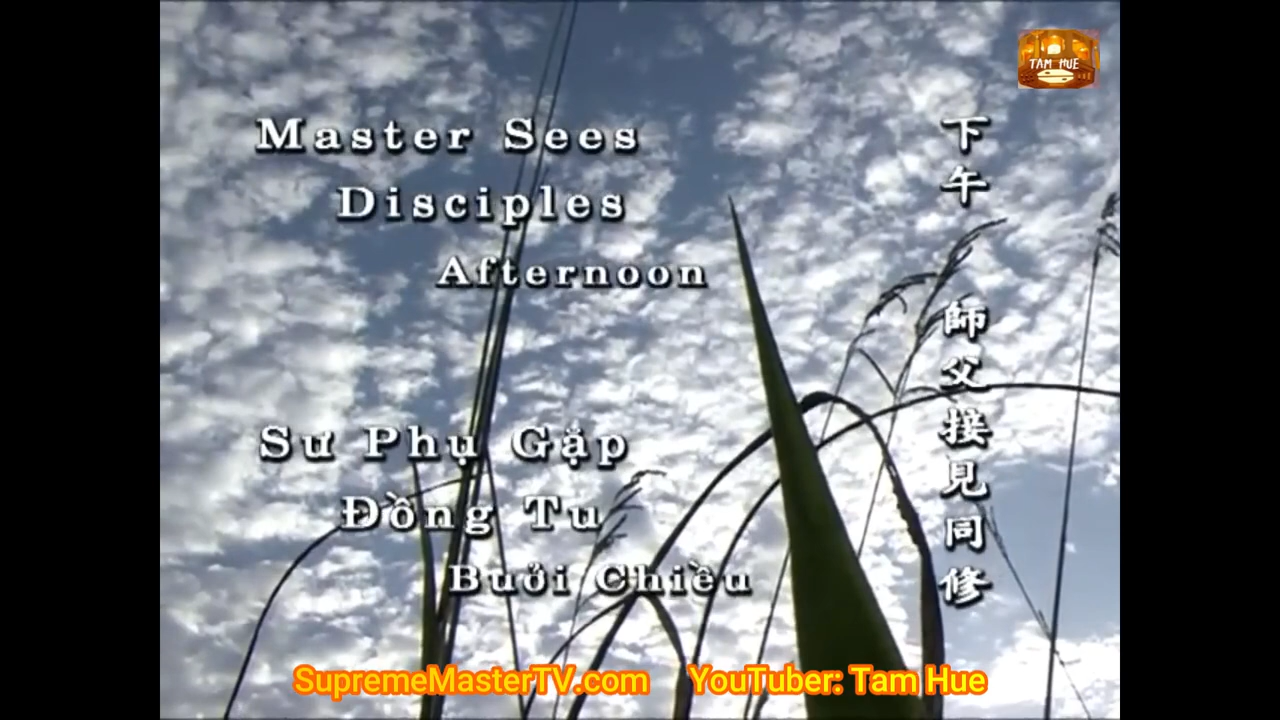 TAM HUE
Master Sees
Disciples
Afternoon
下午 師父接見同修
Sư Phụ Gặp
Đồng Tu
Buổi Chiều
SupremeMasterTV.com YouTuber: Tam Hue